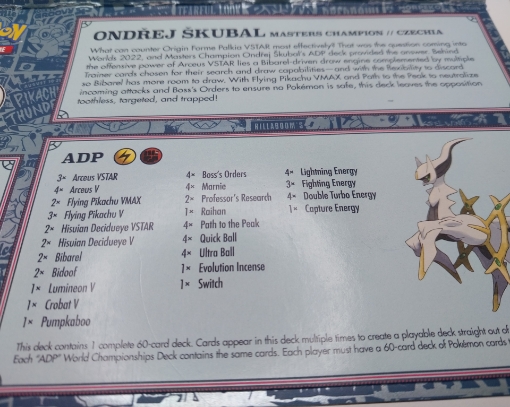 ONDŘEJ ŠKUBAL MASTERS CHAMPION // CZECHIA
What can counter Origin Forme Palkia VSTAR most effectively? That was the question coming into
Worlds 2022, and Masters Champion Ondřej Škubal's ADP deck provided the answer. Behind
the offensive power of Arceus VSTAR lies a Bibarel-driven draw engine complemented by multiple
Trainer cards chosen for their search and draw capabilities—and with the flexibility to discard
so Bibarel has more room to draw. With Flying Pikachu VMAX and Path to the Peak to neutralize
incoming attacks and Boss's Orders to ensure no Pokémon is safe, this deck leaves the opposition
toothless, targeted, and trapped!
PIKACHU
THUNDER
BILLABOOM'S
ADP
3× Arceus VSTAR
4× Arceus V
2× Flying Pikachu VMAX
3× Flying Pikachu V
2× Hisuian Decidueye VSTAR
2× Hisuian Decidueye V
2× Bibarel
2× Bidoof
1× Lumineon V
1× Crobat V
1× Pumpkaboo
4× Boss's Orders
4× Marnie
2× Professor's Research
1× Raihan
4× Path to the Peak
4× Quick Ball
4× Ultra Ball
1× Evolution Incense
1× Switch
4× Lightning Energy
3× Fighting Energy
4× Double Turbo Energy
1× Capture Energy
This deck contains 1 complete 60-card deck. Cards appear in this deck multiple times to create a playable deck straight out of
Each "ADP" World Championships Deck contains the same cards. Each player must have a 60-card deck of Pokémon cards